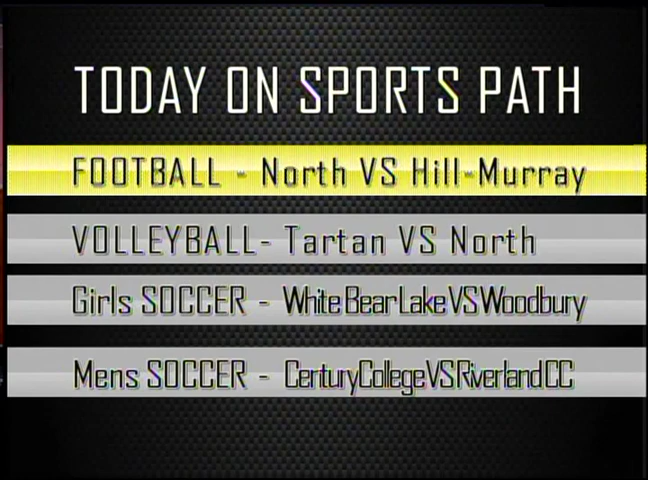 TODAY ON SPORTS PATH
FOOTBALL - North VS Hill-Murray
VOLLEYBALL- Tartan VS North
Girls SOCCER - White Bear Lake VS Woodbury
Mens SOCCER - Century College VS Riverland CC